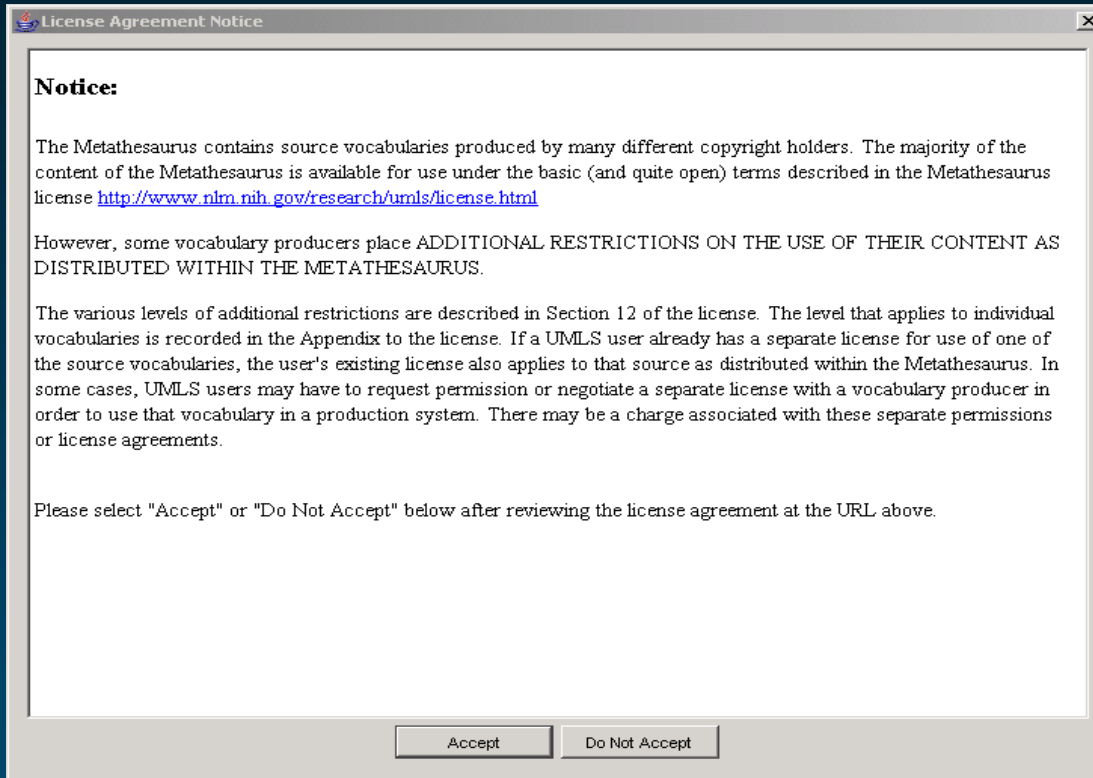 License Agreement Notice
Notice:
The Metathesaurus contains source vocabularies produced by many different copyright holders. The majority of the
content of the Metathesaurus is available for use under the basic (and quite open) terms described in the Metathesaurus
license http://www.nlm.nih.gov/research/umls/license.html
However, some vocabulary producers place ADDITIONAL RESTRICTIONS ON THE USE OF THEIR CONTENT AS
DISTRIBUTED WITHIN THE METATHESAURUS.
The various levels of additional restrictions are described in Section 12 of the license. The level that applies to individual
vocabularies is recorded in the Appendix to the license. If a UMLS user already has a separate license for use of one of
the source vocabularies, the user's existing license also applies to that source as distributed within the Metathesaurus. In
some cases, UMLS users may have to request permission or negotiate a separate license with a vocabulary producer in
order to use that vocabulary in a production system. There may be a charge associated with these separate permissions
or license agreements.
Please select "Accept" or "Do Not Accept" below after reviewing the license agreement at the URL above.
Accept Do Not Accept